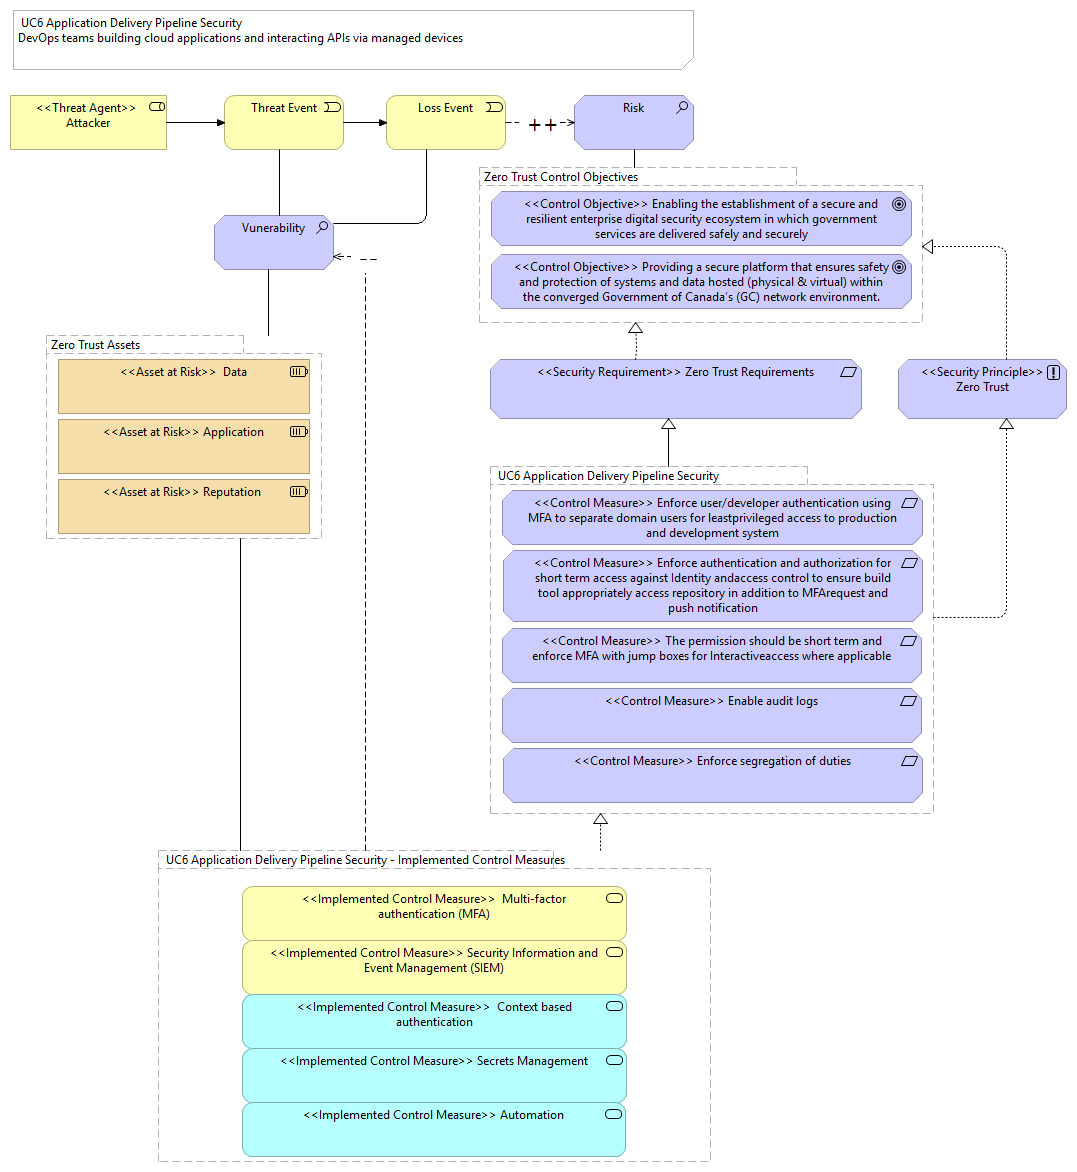 UC6 Application Delivery Pipeline Security
DevOps teams building cloud applications and interacting APIs via managed devices
<<Threat Agent>>
Attacker
Threat Event
Loss Event
++
Risk
Zero Trust Control Objectives
<<Control Objective>> Enabling the establishment of a secure and
resilient enterprise digital security ecosystem in which government
services are delivered safely and securely
<<Control Objective>> Providing a secure platform that ensures safety
and protection of systems and data hosted (physical & virtual) within
the converged Government of Canada's (GC) network environment.
Vunerability
Zero Trust Assets
<<Asset at Risk>> Data
<<Asset at Risk>> Application
<<Asset at Risk>> Reputation
<<Security Requirement>> Zero Trust Requirements
<<Security Principle>>
Zero Trust
UC6 Application Delivery Pipeline Security
<<Control Measure>> Enforce user/developer authentication using
MFA to separate domain users for leastprivileged access to production
and development system
<<Control Measure>> Enforce authentication and authorization for
short term access against Identity andaccess control to ensure build
tool appropriately access repository in addition to MFArequest and
push notification
<<Control Measure>> The permission should be short term and
enforce MFA with jump boxes for Interactiveaccess where applicable
<<Control Measure>> Enable audit logs
<<Control Measure>> Enforce segregation of duties
UC6 Application Delivery Pipeline Security - Implemented Control Measures
<<Implemented Control Measure>> Multi-factor
authentication (MFA)
<<Implemented Control Measure>> Security Information and
Event Management (SIEM)
<<Implemented Control Measure>> Context based
authentication
<<Implemented Control Measure>> Secrets Management
<<Implemented Control Measure>> Automation